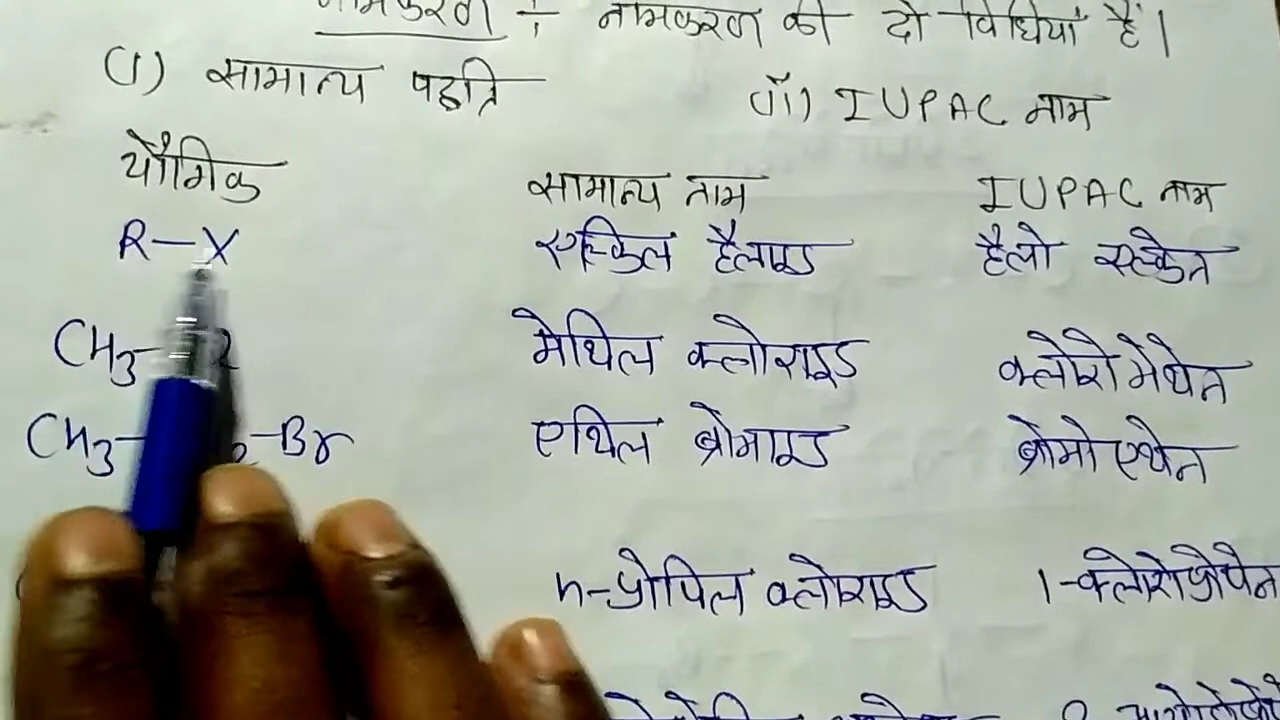 नामकरण ÷ नामकरण की दो विधियां हैं।
(i) सामान्य पद्धति (ii) IUPAC नाम
यौगिक सामान्य नाम IUPAC नाम
R-X एल्किल हैलाइड हैलो एल्केन
CH3- मेथिल क्लोराइड क्लोरो मेथेन
CH3- -Br एथिल ब्रोमाइड ब्रोमो एथेन
n-प्रोपिल क्लोराइड 1-क्लोरोप्रोपेन